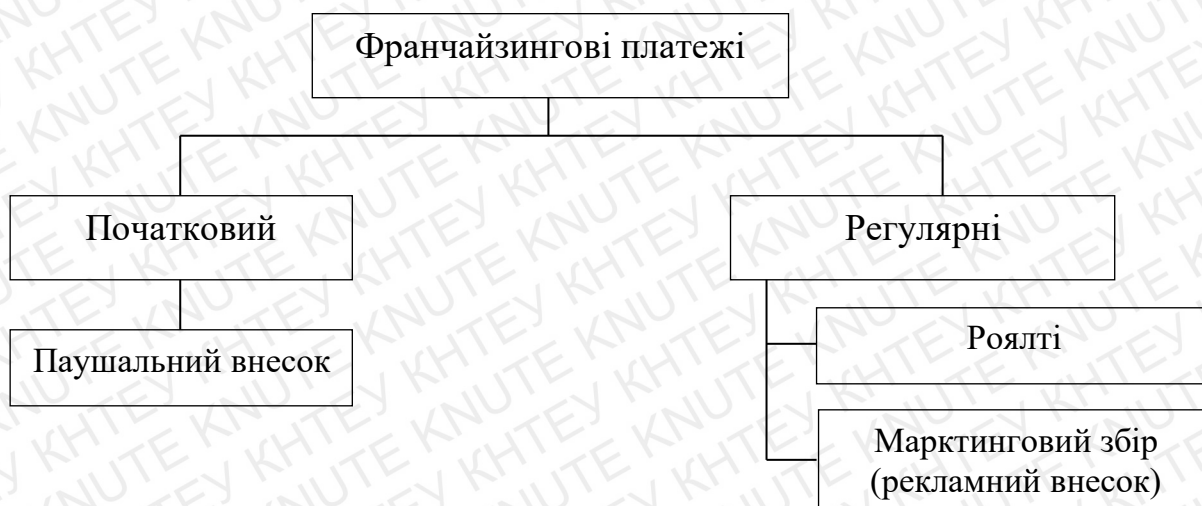 Франчайзингові платежі
Початковий
Регулярні
Паушальний внесок
Роялті
Марктинговий збір
(рекламний внесок)